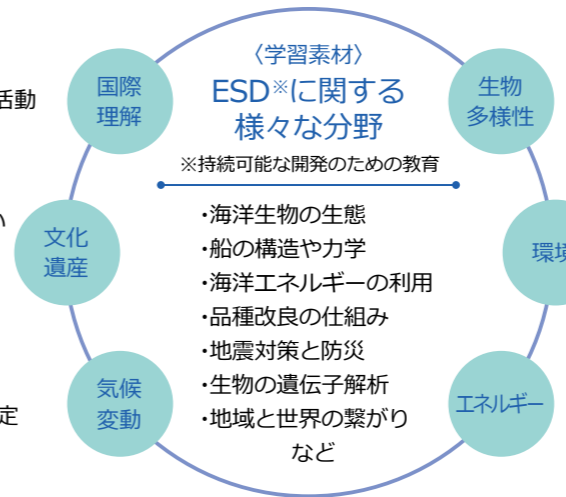 〈学習素材〉
ESD※に関する
様々な分野
※持続可能な開発のための教育
・海洋生物の生態
・船の構造や力学
・海洋エネルギーの利用
・品種改良の仕組み
・地震対策と防災
・生物の遺伝子解析
・地域と世界の繋がり
など
国際
理解
文化
遺産
気候
変動
生物
多様性
環境
エネルギー
活動
い
定